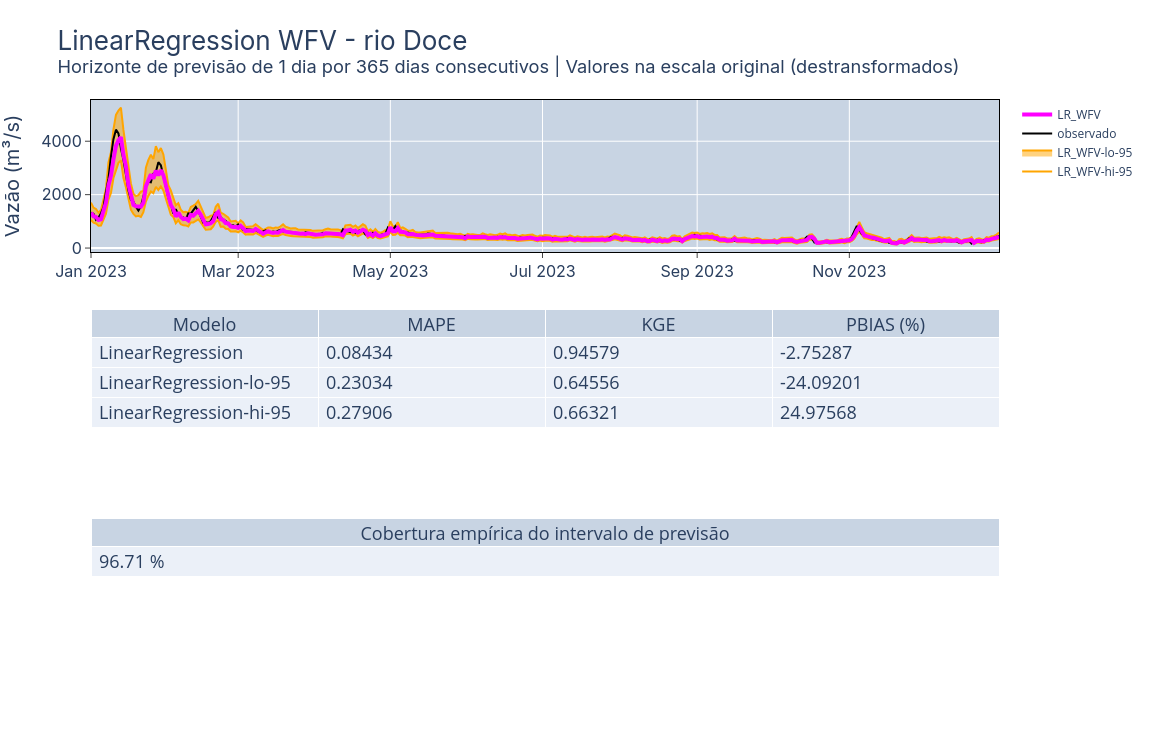 LinearRegression WFV - rio Doce
Horizonte de previsão de 1 dia por 365 dias consecutivos | Valores na escala original (destransformados)
Vazão (m³/s)
4000
2000
0
Jan 2023 Mar 2023 May 2023 Jul 2023 Sep 2023 Nov 2023
LR_WFV
observado
LR_WFV-lo-95
LR_WFV-hi-95
Modelo MAPE KGE PBIAS (%)
LinearRegression 0.08434 0.94579 -2.75287
LinearRegression-lo-95 0.23034 0.64556 -24.09201
LinearRegression-hi-95 0.27906 0.66321 24.97568
Cobertura empírica do intervalo de previsão
96.71 %